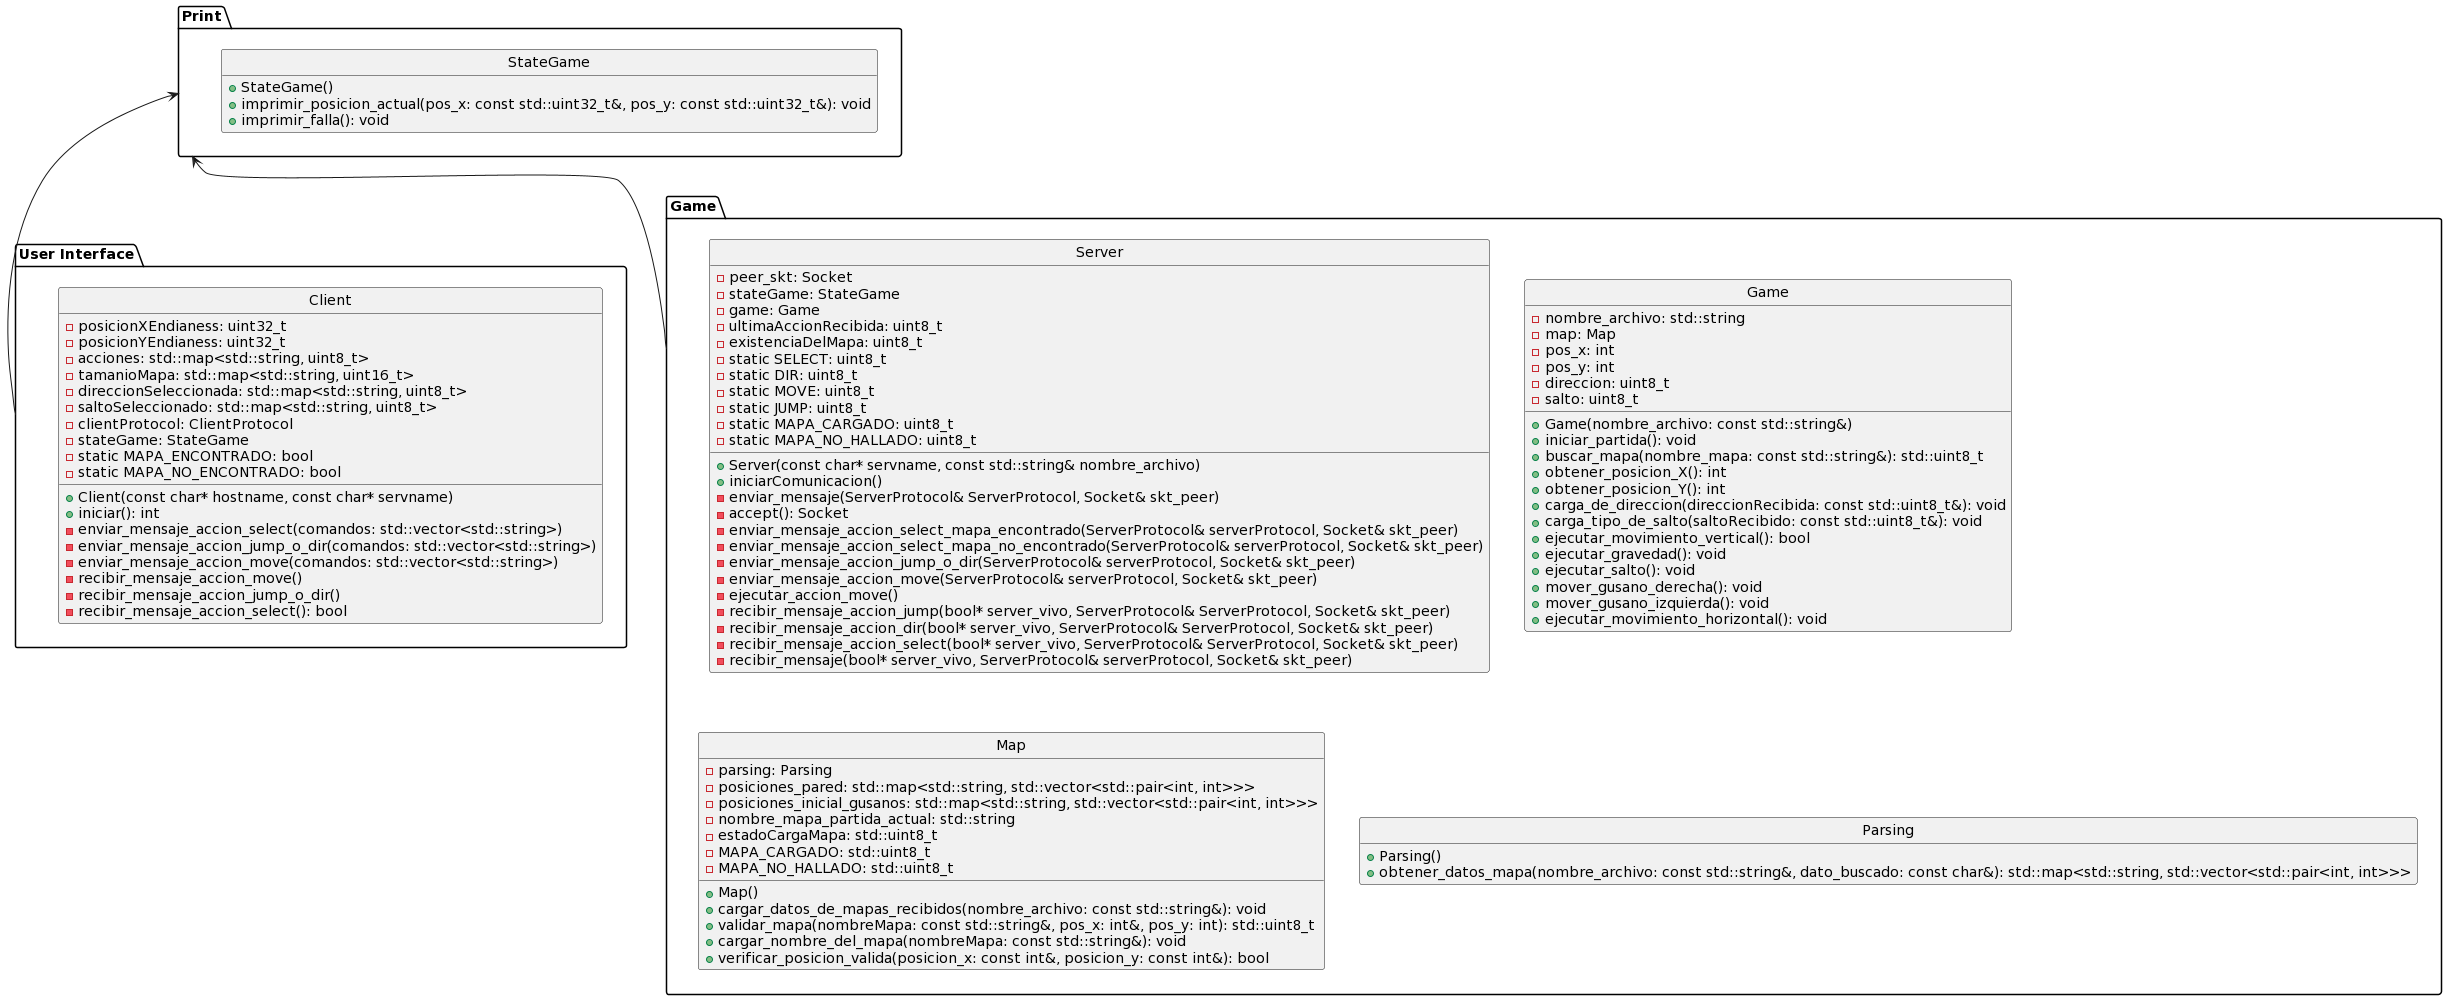 Print
StateGame
StateGame()
imprimir_posicion_actual(pos_x: const std::uint32_t&, pos_y: const std::uint32_t&): void
imprimir_falla(): void
User Interface
Client
posicionXEndianess: uint32_t
posicionYEndianess: uint32_t
acciones: std::map<std::string, uint8_t>
tamanioMapa: std::map<std::string, uint16_t>
direccionSeleccionada: std::map<std::string, uint8_t>
saltoSeleccionado: std::map<std::string, uint8_t>
clientProtocol: ClientProtocol
stateGame: StateGame
static MAPA_ENCONTRADO: bool
static MAPA_NO_ENCONTRADO: bool
Client(const char* hostname, const char* servname)
iniciar(): int
enviar_mensaje_accion_select(comandos: std::vector<std::string>)
enviar_mensaje_accion_jump_o_dir(comandos: std::vector<std::string>)
enviar_mensaje_accion_move(comandos: std::vector<std::string>)
recibir_mensaje_accion_move()
recibir_mensaje_accion_jump_o_dir()
recibir_mensaje_accion_select(): bool
Game
Server
peer_skt: Socket
stateGame: StateGame
game: Game
ultimaAccionRecibida: uint8_t
existenciaDelMapa: uint8_t
static SELECT: uint8_t
static DIR: uint8_t
static MOVE: uint8_t
static JUMP: uint8_t
static MAPA_CARGADO: uint8_t
static MAPA_NO_HALLADO: uint8_t
Server(const char* servname, const std::string& nombre_archivo)
iniciarComunicacion()
enviar_mensaje(ServerProtocol& ServerProtocol, Socket& skt_peer)
accept(): Socket
enviar_mensaje_accion_select_mapa_encontrado(ServerProtocol& serverProtocol, Socket& skt_peer)
enviar_mensaje_accion_select_mapa_no_encontrado(ServerProtocol& serverProtocol, Socket& skt_peer)
enviar_mensaje_accion_jump_o_dir(ServerProtocol& serverProtocol, Socket& skt_peer)
enviar_mensaje_accion_move(ServerProtocol& serverProtocol, Socket& skt_peer)
ejecutar_accion_move()
recibir_mensaje_accion_jump(bool* server_vivo, ServerProtocol& ServerProtocol, Socket& skt_peer)
recibir_mensaje_accion_dir(bool* server_vivo, ServerProtocol& ServerProtocol, Socket& skt_peer)
recibir_mensaje_accion_select(bool* server_vivo, ServerProtocol& ServerProtocol, Socket& skt_peer)
recibir_mensaje(bool* server_vivo, ServerProtocol& serverProtocol, Socket& skt_peer)
Game
nombre_archivo: std::string
map: Map
pos_x: int
pos_y: int
direccion: uint8_t
salto: uint8_t
Game(nombre_archivo: const std::string&)
iniciar_partida(): void
buscar_mapa(nombre_mapa: const std::string&): std::uint8_t
obtener_posicion_X(): int
obtener_posicion_Y(): int
carga_de_direccion(direccionRecibida: const std::uint8_t&): void
carga_tipo_de_salto(saltoRecibido: const std::uint8_t&): void
ejecutar_movimiento_vertical(): bool
ejecutar_gravedad(): void
ejecutar_salto(): void
mover_gusano_derecha(): void
mover_gusano_izquierda(): void
ejecutar_movimiento_horizontal(): void
Map
parsing: Parsing
posiciones_pared: std::map<std::string, std::vector<std::pair<int, int>>>
posiciones_inicial_gusanos: std::map<std::string, std::vector<std::pair<int, int>>>
nombre_mapa_partida_actual: std::string
estadoCargaMapa: std::uint8_t
MAPA_CARGADO: std::uint8_t
MAPA_NO_HALLADO: std::uint8_t
Map()
cargar_datos_de_mapas_recibidos(nombre_archivo: const std::string&): void
validar_mapa(nombreMapa: const std::string&, pos_x: int&, pos_y: int): std::uint8_t
cargar_nombre_del_mapa(nombreMapa: const std::string&): void
verificar_posicion_valida(posicion_x: const int&, posicion_y: const int&): bool
Parsing
Parsing()
obtener_datos_mapa(nombre_archivo: const std::string&, dato_buscado: const char&): std::map<std::string, std::vector<std::pair<int, int>>>